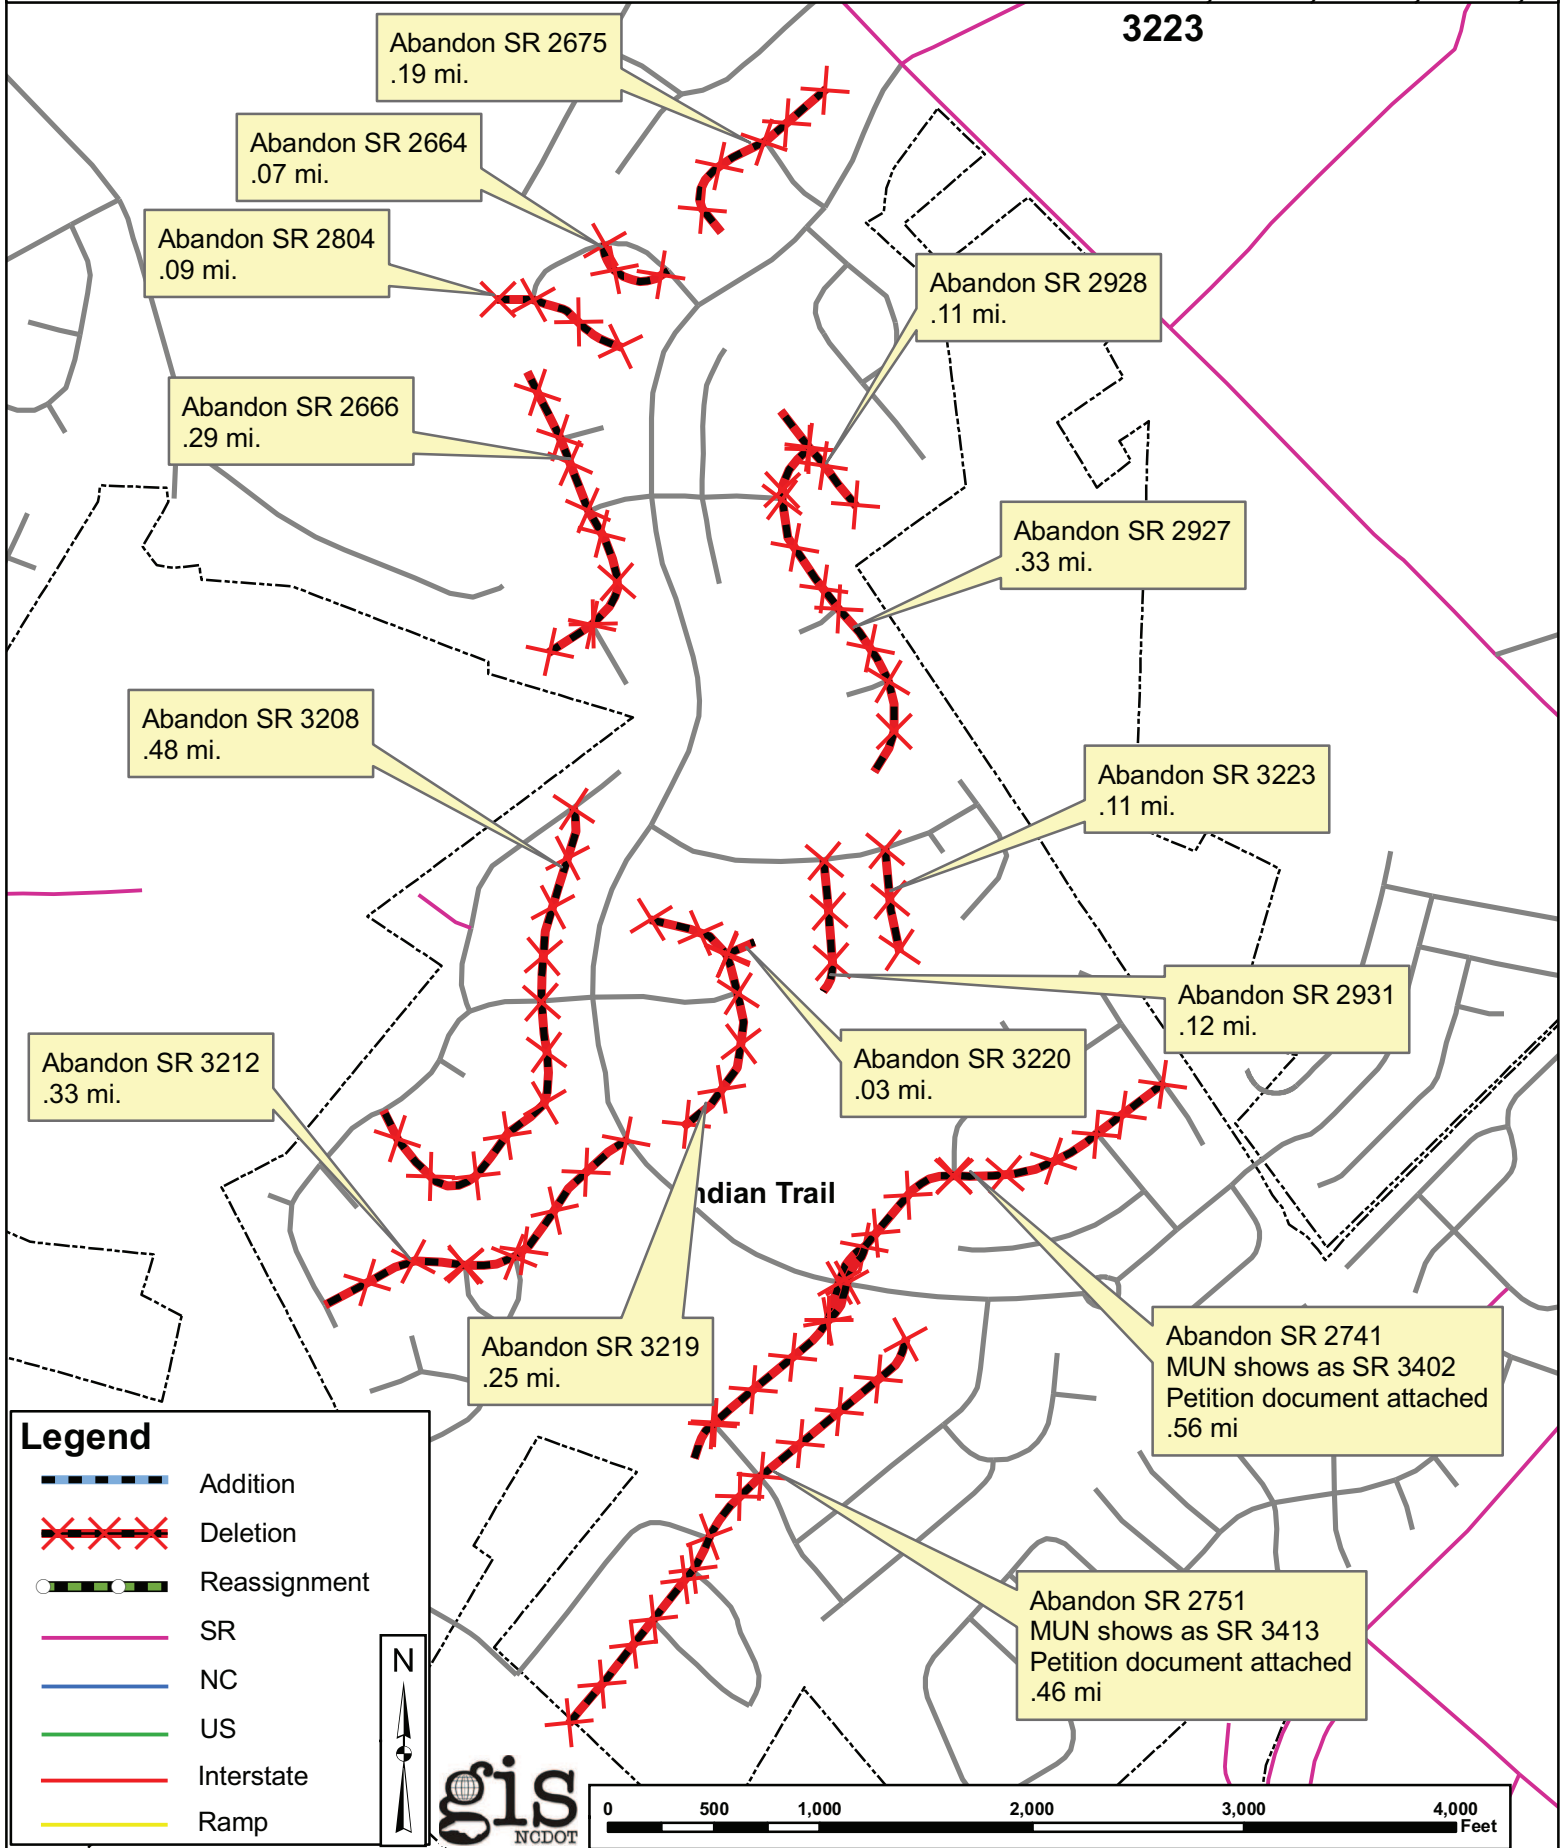 3223
Abandon SR 2675
.19 mi.
Abandon SR 2664
.07 mi.
Abandon SR 2804
.09 mi.
Abandon SR 2928
.11 mi.
Abandon SR 2666
.29 mi.
Abandon SR 2927
.33 mi.
Abandon SR 3208
.48 mi.
Abandon SR 3223
.11 mi.
Abandon SR 2931
.12 mi.
Abandon SR 3212
.33 mi.
Abandon SR 3220
.03 mi.
ndian Trail
Abandon SR 3219
.25 mi.
Abandon SR 2741
MUN shows as SR 3402
Petition document attached
.56 mi
Abandon SR 2751
MUN shows as SR 3413
Petition document attached
.46 mi
Legend
Addition
Deletion
Reassignment
SR
NC
US
Interstate
Ramp
N
gis
NCDOT
0 500 1,000 2,000 3,000 4,000
Feet